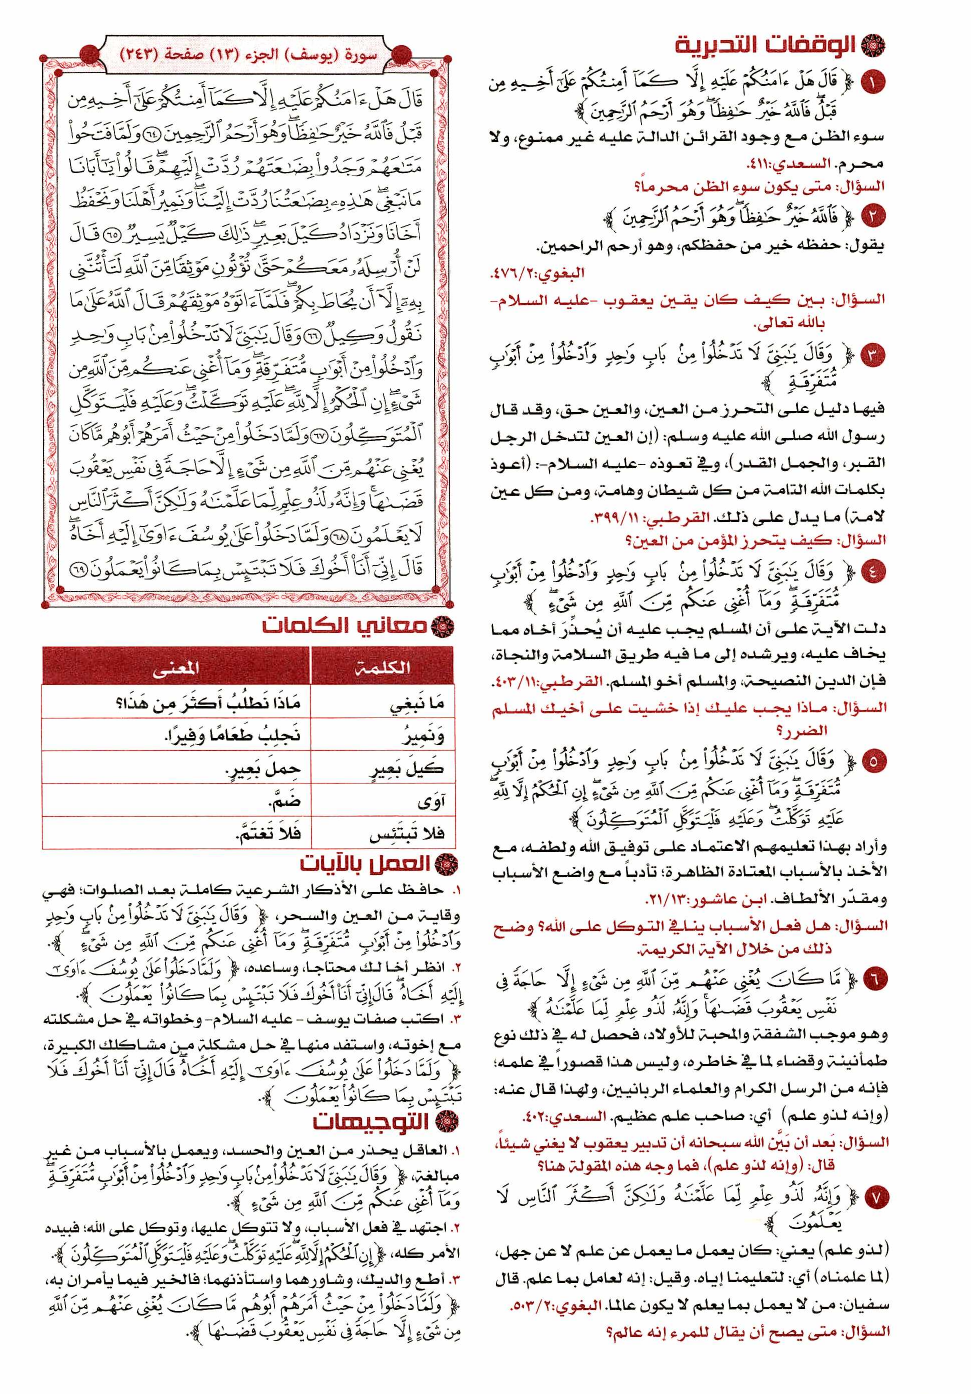 الوقفات التدبرية
١ ﴿ قَالَ هَلْ ءَامَنُكُمْ عَلَيْهِ إِلَّا كَمَآ أَمِنتُكُمْ عَلَىٰٓ أَخِيهِ مِن
قَبْلُ ۖ فَٱللَّهُ خَيْرٌ حَٰفِظًا ۖ وَهُوَ أَرْحَمُ ٱلرَّٰحِمِينَ ﴾
سوء الظن مع وجود القرائن الدالة عليه غير ممنوع، ولا
محرم. السعدي:٤١١.
السؤال: متى يكون سوء الظن محرماً؟
٢ ﴿ فَٱللَّهُ خَيْرٌ حَٰفِظًا ۖ وَهُوَ أَرْحَمُ ٱلرَّٰحِمِينَ ﴾
يقول: حفظه خير من حفظكم، وهو أرحم الراحمين.
البغوي:٤٧٦/٢.
السؤال: بين كيف كان يقين يعقوب -عليه السلام-
بالله تعالى.
٣ ﴿ وَقَالَ يَٰبَنِىَّ لَا تَدْخُلُوا۟ مِنۢ بَابٍ وَٰحِدٍ وَٱدْخُلُوا۟ مِنْ أَبْوَٰبٍ
مُّتَفَرِّقَةٍ ﴾
فيها دليل على التحرز من العين، والعين حق، وقد قال
رسول الله صلى الله عليه وسلم: (إن العين لتدخل الرجل
القبر، والجمل القدر)، وفي تعوذه -عليه السلام-: (أعوذ
بكلمات الله التامة من كل شيطان وهامة، ومن كل عين
لامة) ما يدل على ذلك. القرطبي:٣٩٩/١١.
السؤال: كيف يتحرز المؤمن من العين؟
٤ ﴿ وَقَالَ يَٰبَنِىَّ لَا تَدْخُلُوا۟ مِنۢ بَابٍ وَٰحِدٍ وَٱدْخُلُوا۟ مِنْ أَبْوَٰبٍ
مُّتَفَرِّقَةٍ ۖ وَمَآ أُغْنِى عَنكُم مِّنَ ٱللَّهِ مِن شَىْءٍ ۖ ﴾
دلت الآية على أن المسلم يجب عليه أن يُحذِّرَ أخاه مما
يخاف عليه، ويرشده إلى ما فيه طريق السلامة والنجاة،
فإن الدين النصيحة، والمسلم أخو المسلم. القرطبي:٤٠٣/١١.
السؤال: ماذا يجب عليك إذا خشيت على أخيك المسلم
الضرر؟
٥ ﴿ وَقَالَ يَٰبَنِىَّ لَا تَدْخُلُوا۟ مِنۢ بَابٍ وَٰحِدٍ وَٱدْخُلُوا۟ مِنْ أَبْوَٰبٍ
مُّتَفَرِّقَةٍ ۖ وَمَآ أُغْنِى عَنكُم مِّنَ ٱللَّهِ مِن شَىْءٍ ۖ إِنِ ٱلْحُكْمُ إِلَّا لِلَّهِ ۖ
عَلَيْهِ تَوَكَّلْتُ ۖ وَعَلَيْهِ فَلْيَتَوَكَّلِ ٱلْمُتَوَكِّلُونَ ﴾
وأراد بهذا تعليمهم الاعتماد على توفيق الله ولطفه، مع
الأخذ بالأسباب المعتادة الظاهرة؛ تأدباً مع واضع الأسباب
ومقدّر الألطاف. ابن عاشور:٢١/١٣.
السؤال: هل فعل الأسباب ينافي التوكل على الله؟ وضح
ذلك من خلال الآية الكريمة.
٦ ﴿ مَّا كَانَ يُغْنِى عَنْهُم مِّنَ ٱللَّهِ مِن شَىْءٍ إِلَّا حَاجَةً فِى
نَفْسِ يَعْقُوبَ قَضَىٰهَا ۚ وَإِنَّهُۥ لَذُو عِلْمٍ لِّمَا عَلَّمْنَٰهُ ﴾
وهو موجب الشفقة والمحبة للأولاد، فحصل له في ذلك نوع
طمأنينة وقضاء لما في خاطره، وليس هذا قصوراً في علمه؛
فإنه من الرسل الكرام والعلماء الربانيين، ولهذا قال عنه:
(وإنه لذو علم) أي: صاحب علم عظيم. السعدي:٤٠٢.
السؤال: بَعد أن بَيَّن الله سبحانه أن تدبير يعقوب لا يغني شيئاً،
قال: (وإنه لذو علم)، فما وجه هذه المقولة هنا؟
٧ ﴿ وَإِنَّهُۥ لَذُو عِلْمٍ لِّمَا عَلَّمْنَٰهُ وَلَٰكِنَّ أَكْثَرَ ٱلنَّاسِ لَا
يَعْلَمُونَ ﴾
(لذو علم) يعني: كان يعمل ما يعمل عن علم لا عن جهل،
(لما علمناه) أي: لتعليمنا إياه. وقيل: إنه لعامل بما علم. قال
سفيان: من لا يعمل بما يعلم لا يكون عالما. البغوي:٥٠٣/٢.
السؤال: متى يصح أن يقال للمرء إنه عالم؟
سورة (يوسف) الجزء (١٣) صفحة (٢٤٣)
قَالَ هَلْ ءَامَنُكُمْ عَلَيْهِ إِلَّا كَمَآ أَمِنتُكُمْ عَلَىٰٓ أَخِيهِ مِن
قَبْلُ فَٱللَّهُ خَيْرٌ حَٰفِظًا ۖ وَهُوَ أَرْحَمُ ٱلرَّٰحِمِينَ ٦٤ وَلَمَّا فَتَحُوا۟
مَتَٰعَهُمْ وَجَدُوا۟ بِضَٰعَتَهُمْ رُدَّتْ إِلَيْهِمْ ۖ قَالُوا۟ يَٰٓأَبَانَا
مَا نَبْغِى ۖ هَٰذِهِۦ بِضَٰعَتُنَا رُدَّتْ إِلَيْنَا ۖ وَنَمِيرُ أَهْلَنَا وَنَحْفَظُ
أَخَانَا وَنَزْدَادُ كَيْلَ بَعِيرٍ ۖ ذَٰلِكَ كَيْلٌ يَسِيرٌ ٦٥ قَالَ
لَنْ أُرْسِلَهُۥ مَعَكُمْ حَتَّىٰ تُؤْتُونِ مَوْثِقًا مِّنَ ٱللَّهِ لَتَأْتُنَّنِى
بِهِۦٓ إِلَّآ أَن يُحَاطَ بِكُمْ ۖ فَلَمَّآ ءَاتَوْهُ مَوْثِقَهُمْ قَالَ ٱللَّهُ عَلَىٰ مَا
نَقُولُ وَكِيلٌ ٦٦ وَقَالَ يَٰبَنِىَّ لَا تَدْخُلُوا۟ مِنۢ بَابٍ وَٰحِدٍ
وَٱدْخُلُوا۟ مِنْ أَبْوَٰبٍ مُّتَفَرِّقَةٍ ۖ وَمَآ أُغْنِى عَنكُم مِّنَ ٱللَّهِ مِن
شَىْءٍ ۖ إِنِ ٱلْحُكْمُ إِلَّا لِلَّهِ ۖ عَلَيْهِ تَوَكَّلْتُ ۖ وَعَلَيْهِ فَلْيَتَوَكَّلِ
ٱلْمُتَوَكِّلُونَ ٦٧ وَلَمَّا دَخَلُوا۟ مِنْ حَيْثُ أَمَرَهُمْ أَبُوهُم مَّا كَانَ
يُغْنِى عَنْهُم مِّنَ ٱللَّهِ مِن شَىْءٍ إِلَّا حَاجَةً فِى نَفْسِ يَعْقُوبَ
قَضَىٰهَا ۚ وَإِنَّهُۥ لَذُو عِلْمٍ لِّمَا عَلَّمْنَٰهُ وَلَٰكِنَّ أَكْثَرَ ٱلنَّاسِ
لَا يَعْلَمُونَ ٦٨ وَلَمَّا دَخَلُوا۟ عَلَىٰ يُوسُفَ ءَاوَىٰٓ إِلَيْهِ أَخَاهُ ۖ
قَالَ إِنِّىٓ أَنَا۠ أَخُوكَ فَلَا تَبْتَئِسْ بِمَا كَانُوا۟ يَعْمَلُونَ ٦٩
معاني الكلمات
الكلمة المعنى
مَا نَبغِي مَاذَا نَطلُبُ أَكثَرَ مِن هَذَا؟
وَنَمِيرُ نَجلِبُ طَعَامًا وَفِيرًا.
كَيلَ بَعِيرٍ حِملَ بَعِيرٍ.
آوَى ضَمَّ.
فَلا تَبتَئِس فَلاَ تَغتَمَّ.
العمل بالآيات
١. حافظ على الأذكار الشرعية كاملة بعد الصلوات؛ فهي
وقاية من العين والسحر، ﴿ وَقَالَ يَٰبَنِىَّ لَا تَدْخُلُوا۟ مِنۢ بَابٍ وَٰحِدٍ
وَٱدْخُلُوا۟ مِنْ أَبْوَٰبٍ مُّتَفَرِّقَةٍ ۖ وَمَآ أُغْنِى عَنكُم مِّنَ ٱللَّهِ مِن شَىْءٍ ۖ ﴾.
٢. انظر أخا لك محتاجا، وساعده، ﴿ وَلَمَّا دَخَلُوا۟ عَلَىٰ يُوسُفَ ءَاوَىٰٓ
إِلَيْهِ أَخَاهُ ۖ قَالَ إِنِّىٓ أَنَا۠ أَخُوكَ فَلَا تَبْتَئِسْ بِمَا كَانُوا۟ يَعْمَلُونَ ﴾.
٣. اكتب صفات يوسف - عليه السلام- وخطواته في حل مشكلته
مع إخوته، واستفد منها في حل مشكلة من مشاكلك الكبيرة،
﴿ وَلَمَّا دَخَلُوا۟ عَلَىٰ يُوسُفَ ءَاوَىٰٓ إِلَيْهِ أَخَاهُ ۖ قَالَ إِنِّىٓ أَنَا۠ أَخُوكَ فَلَا
تَبْتَئِسْ بِمَا كَانُوا۟ يَعْمَلُونَ ﴾.
التوجيهات
١. العاقل يحذر من العين والحسد، ويعمل بالأسباب من غير
مبالغة، ﴿ وَقَالَ يَٰبَنِىَّ لَا تَدْخُلُوا۟ مِنۢ بَابٍ وَٰحِدٍ وَٱدْخُلُوا۟ مِنْ أَبْوَٰبٍ مُّتَفَرِّقَةٍ ۖ
وَمَآ أُغْنِى عَنكُم مِّنَ ٱللَّهِ مِن شَىْءٍ ﴾.
٢. اجتهد في فعل الأسباب، ولا تتوكل عليها، وتوكل على الله؛ فبيده
الأمر كله، ﴿ إِنِ ٱلْحُكْمُ إِلَّا لِلَّهِ ۖ عَلَيْهِ تَوَكَّلْتُ ۖ وَعَلَيْهِ فَلْيَتَوَكَّلِ ٱلْمُتَوَكِّلُونَ ﴾.
٣. أطع والديك، وشاورهما واستأذنهما؛ فالخير فيما يأمران به،
﴿ وَلَمَّا دَخَلُوا۟ مِنْ حَيْثُ أَمَرَهُمْ أَبُوهُم مَّا كَانَ يُغْنِى عَنْهُم مِّنَ ٱللَّهِ
مِن شَىْءٍ إِلَّا حَاجَةً فِى نَفْسِ يَعْقُوبَ قَضَىٰهَا ﴾.